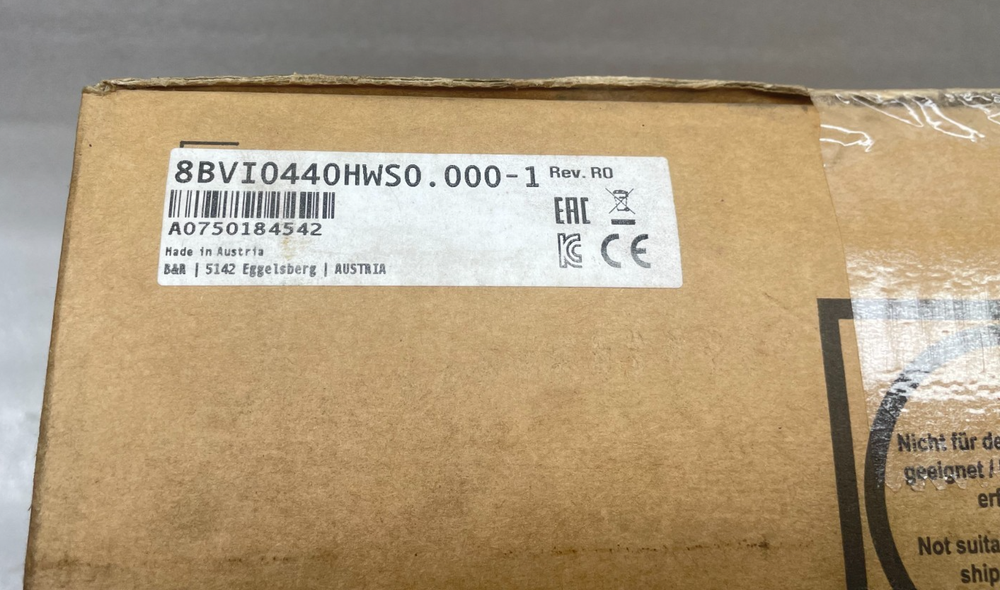 8BVI0440HWS0.000-1 Rev. R0
EAC
A0750184542
Made in Austria
B&R | 5142 Eggelsberg | AUSTRIA
CE
Nicht für de
geeignet /
erf
Not suita
ship